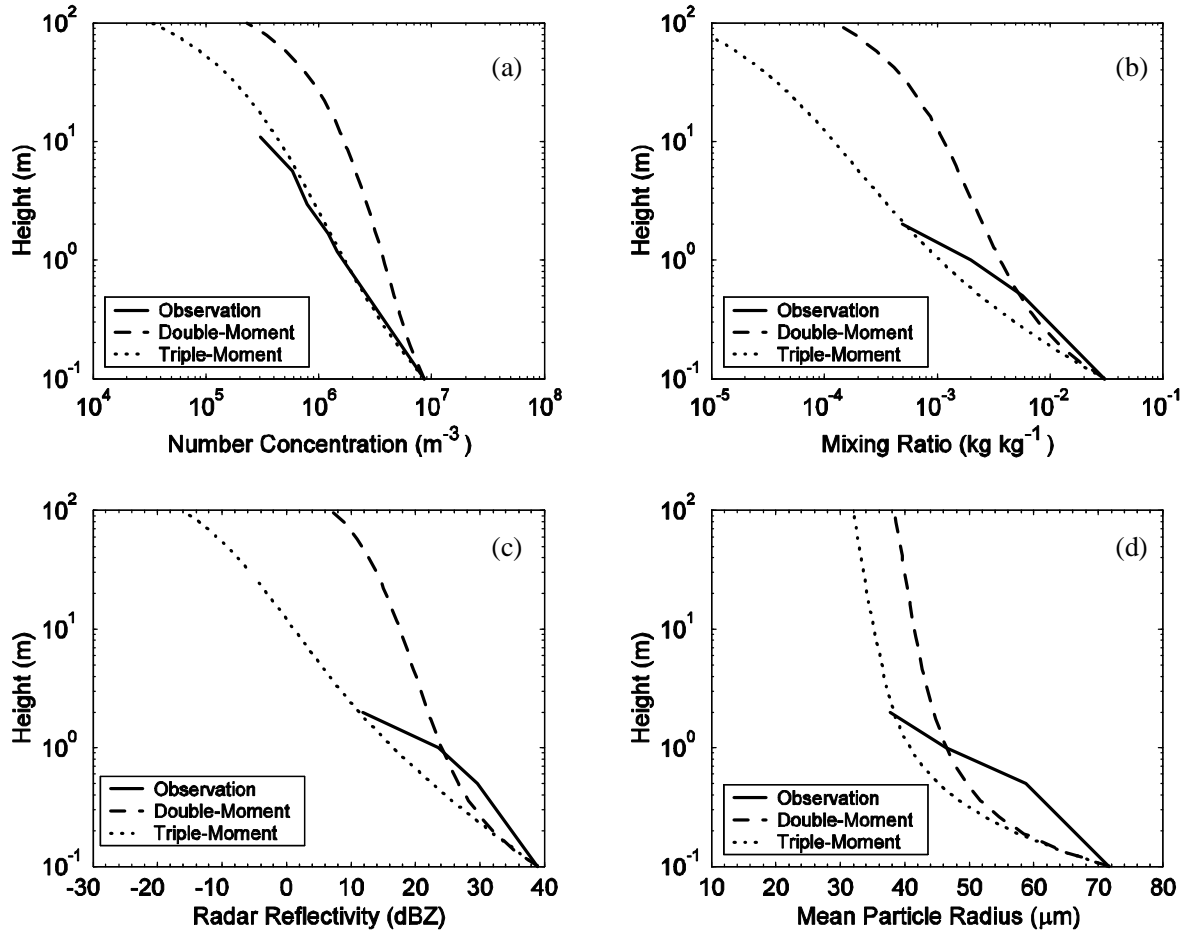 (a)
10^2
10^1
10^0
10^-1
Height (m)
Observation
Double-Moment
Triple-Moment
10^4 10^5 10^6 10^7 10^8
Number Concentration (m^-3)
(b)
10^2
10^1
10^0
10^-1
Height (m)
Observation
Double-Moment
Triple-Moment
10^-5 10^-4 10^-3 10^-2 10^-1
Mixing Ratio (kg kg^-1)
(c)
10^2
10^1
10^0
10^-1
Height (m)
Observation
Double-Moment
Triple-Moment
-30 -20 -10 0 10 20 30 40
Radar Reflectivity (dBZ)
(d)
10^2
10^1
10^0
10^-1
Height (m)
Observation
Double-Moment
Triple-Moment
10 20 30 40 50 60 70 80
Mean Particle Radius (μm)